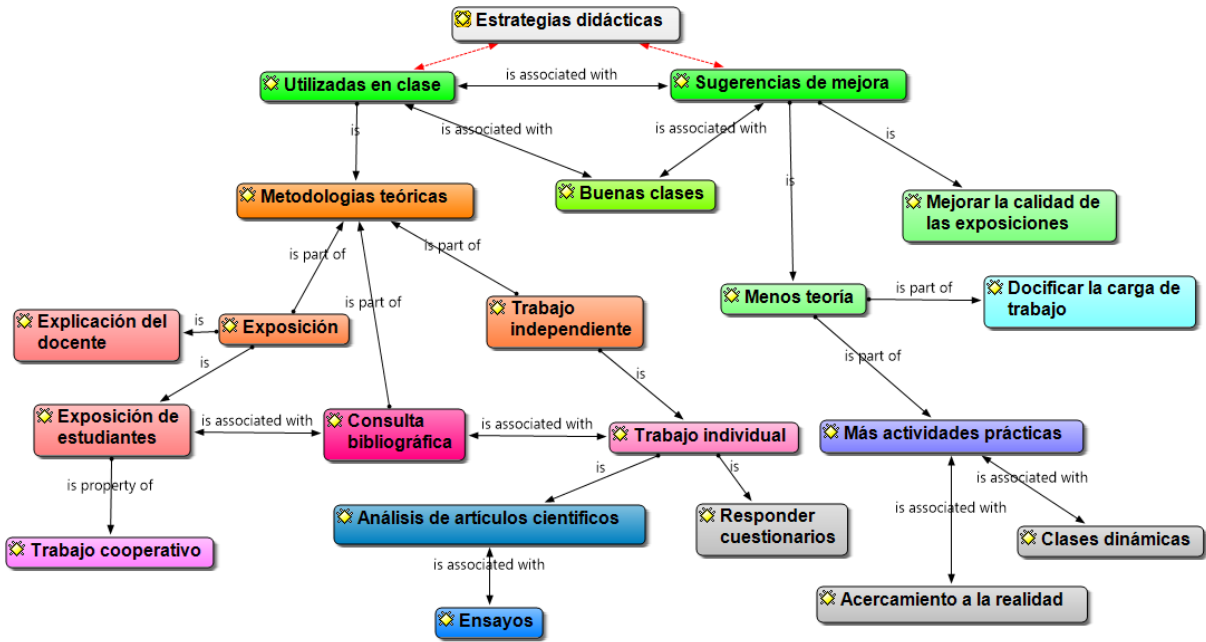 Estrategias didácticas
Utilizadas en clase
is associated with
Sugerencias de mejora
is
is associated with
is associated with
is
is
Metodologias teóricas
Buenas clases
Mejorar la calidad de
las exposiciones
is part of
is part of
is part of
Menos teoría
is part of
Docificar la carga de
trabajo
Explicación del
docente
is
Exposición
Trabajo
independiente
is
is
is part of
Exposición de
estudiantes
is associated with
Consulta
bibliográfica
is associated with
Trabajo individual
Más actividades prácticas
is property of
is
is
is associated with
is associated with
Análisis de artículos cientificos
Responder
cuestionarios
Trabajo cooperativo
Clases dinámicas
is associated with
Ensayos
Acercamiento a la realidad